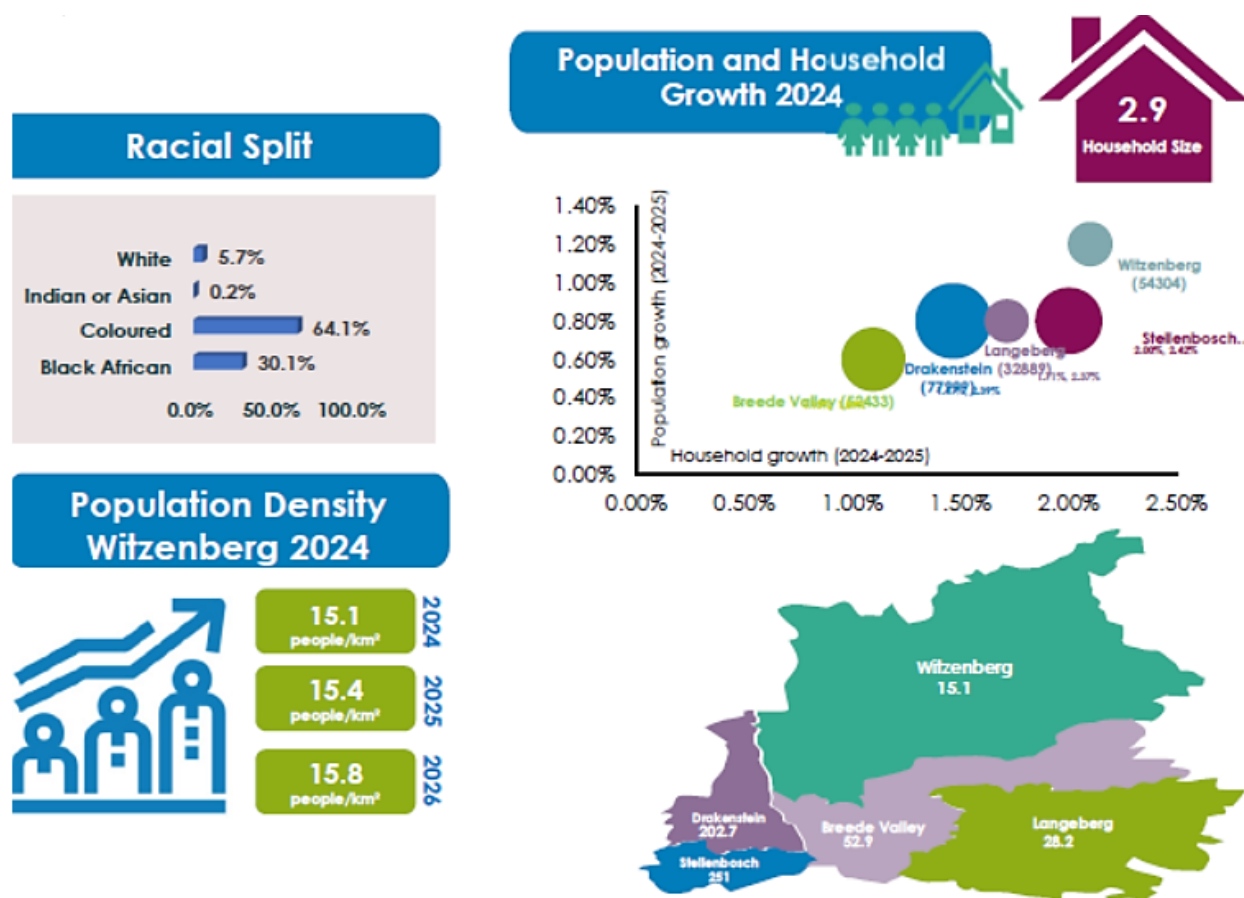 Racial Split
White 5.7%
Indian or Asian 0.2%
Coloured 64.1%
Black African 30.1%
0.0% 50.0% 100.0%
Population Density
Witzenberg 2024
15.1
people/km²
2024
15.4
people/km²
2025
15.8
people/km²
2026
Population and Household
Growth 2024
2.9
Household Size
1.40%
1.20%
1.00%
0.80%
0.60%
0.40%
0.20%
0.00%
Population growth (2024-2025)
Household growth (2024-2025)
0.00% 0.50% 1.00% 1.50% 2.00% 2.50%
Witzenberg
(54304)
Stellenbosch..
2.00%, 2.42%
Langeberg
(32889)
Drakenstein
Breede Valley
Witzenberg
15.1
Drakenstein
202.7
Breede Valley
52.9
Langeberg
28.2
Stellenbosch
251